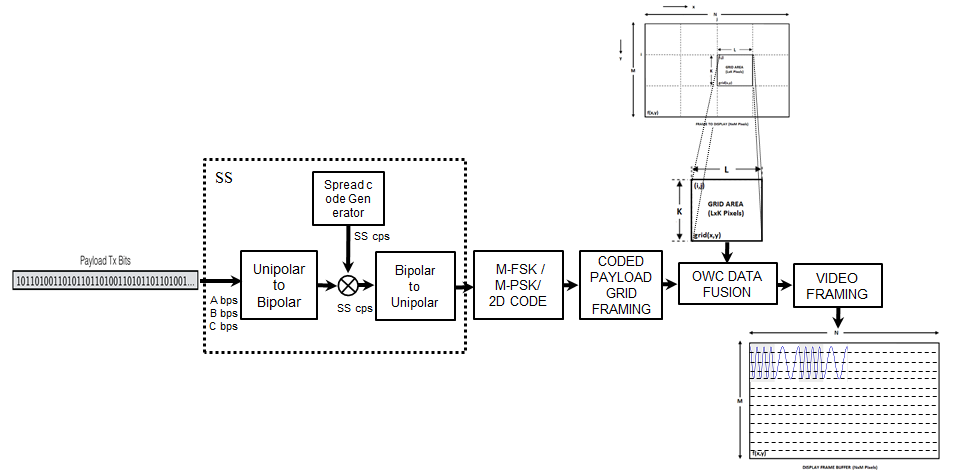 x
N
j
M
Y
i
L
(i,j)
K
GRID AREA
(LxK Pixels)
grid(x,y)
f(x,y)
FRAME TO DISPLAY (NxM Pixels)
L
(i,j)
K
GRID AREA
(LxK Pixels)
grid(x,y)
SS
Spread c
ode Gen
erator
SS cps
Payload Tx Bits
1011010011010110110100110101101101001...
A bps
B bps
C bps
Unipolar
to
Bipolar
SS cps
Bipolar
to
Unipolar
M-FSK /
M-PSK/
2D CODE
CODED
PAYLOAD
GRID
FRAMING
OWC DATA
FUSION
VIDEO
FRAMING
N
M
f(x,y)
DISPLAY FRAME BUFFER (NxM Pixels)